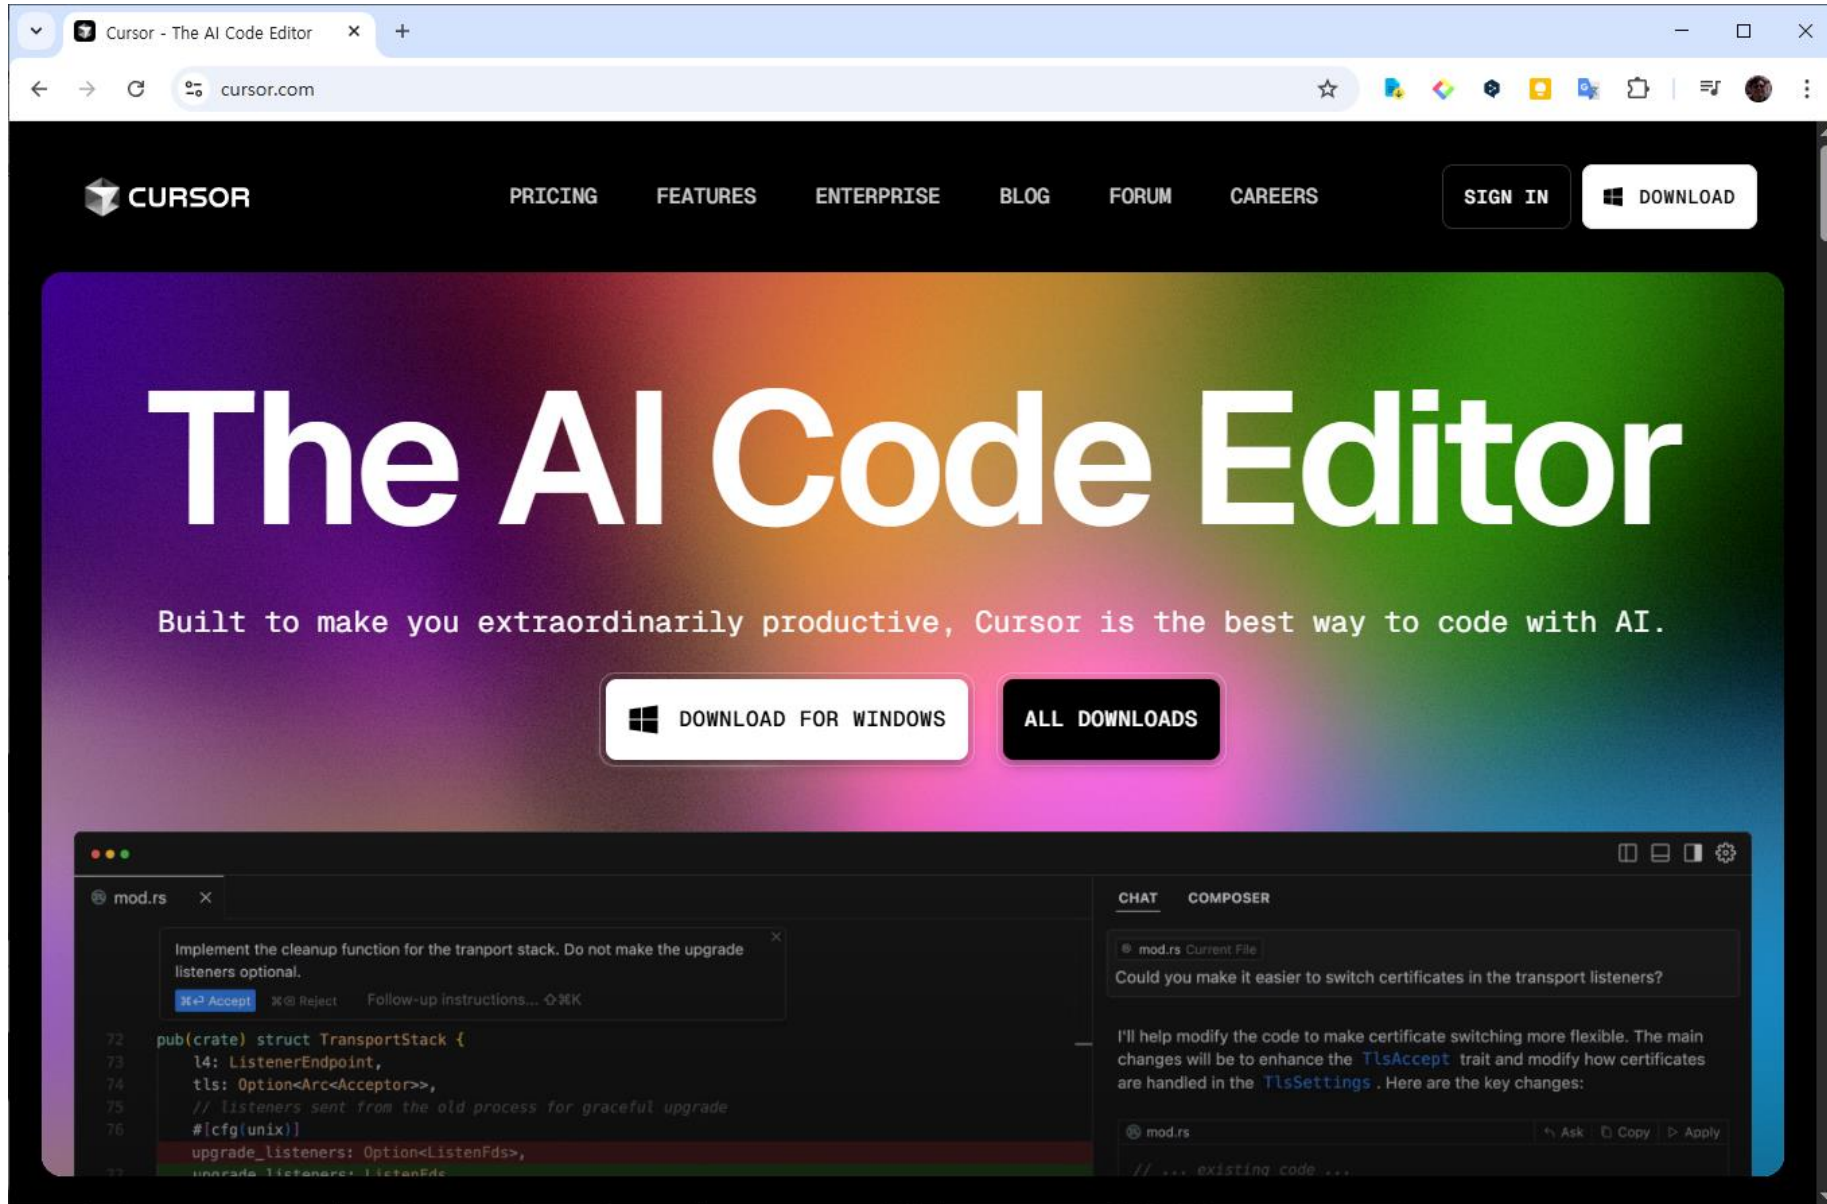 Cursor - The AI Code Editor
cursor.com
CURSOR
PRICING FEATURES ENTERPRISE BLOG FORUM CAREERS
SIGN IN
DOWNLOAD
The AI Code Editor
Built to make you extraordinarily productive, Cursor is the best way to code with AI.
DOWNLOAD FOR WINDOWS
ALL DOWNLOADS
mod.rs
Implement the cleanup function for the tranport stack. Do not make the upgrade
listeners optional.
⌘⏎ Accept ⌘⌫ Reject Follow-up instructions... ⇧⌘K
72 pub(crate) struct TransportStack {
73 l4: ListenerEndpoint,
74 tls: Option<Arc<Acceptor>>,
75 // listeners sent from the old process for graceful upgrade
76 #[cfg(unix)]
upgrade_listeners: Option<ListenFds>,
77 upgrade_listeners: ListenFds
CHAT COMPOSER
mod.rs Current File
Could you make it easier to switch certificates in the transport listeners?
I'll help modify the code to make certificate switching more flexible. The main
changes will be to enhance the TlsAccept trait and modify how certificates
are handled in the TlsSettings . Here are the key changes:
mod.rs
Ask Copy Apply
// ... existing code ...